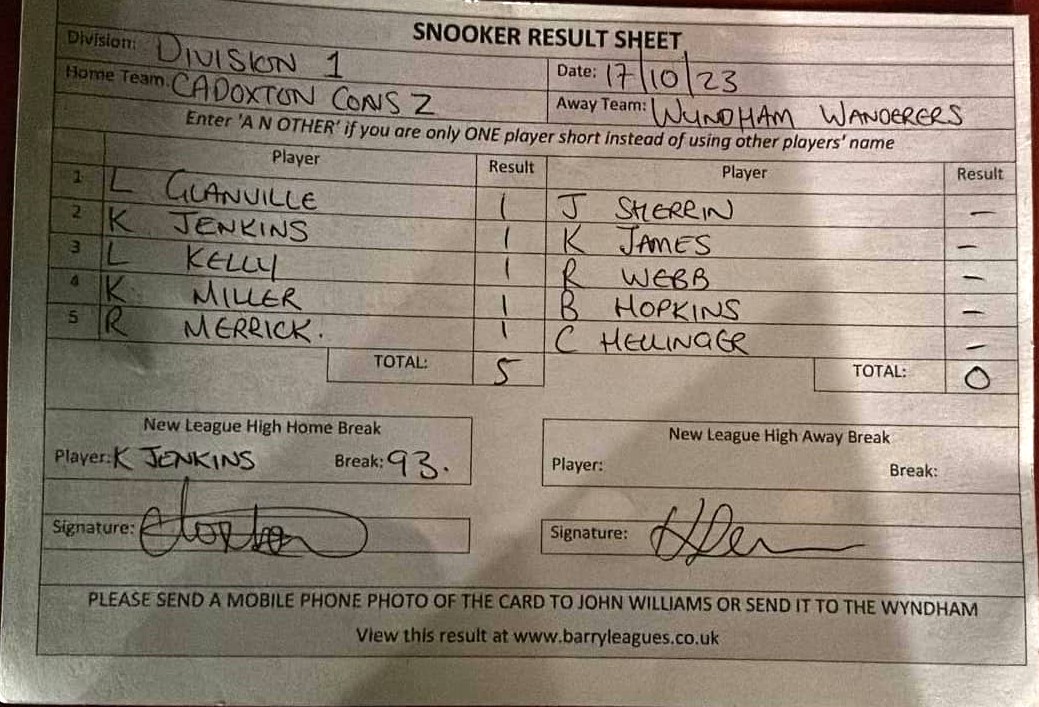 SNOOKER RESULT SHEET
Division: DIVISION 1
Home Team: CADOXTON CONS 2 Date: 17/10/23
Away Team: WYNDHAM WANDERERS
Enter 'A N OTHER' if you are only ONE player short instead of using other players' name
Player Result Player Result
1 L GLANVILLE 1 J SHERRIN –
2 K JENKINS 1 K JAMES –
3 L KELLY 1 R WEBB –
4 K MILLER 1 B HOPKINS –
5 R MERRICK. 1 C HELLINGER –
TOTAL: 5 TOTAL: 0
New League High Home Break New League High Away Break
Player: K JENKINS Break: 93. Player: Break:
Signature: Signature:
PLEASE SEND A MOBILE PHONE PHOTO OF THE CARD TO JOHN WILLIAMS OR SEND IT TO THE WYNDHAM
View this result at www.barryleagues.co.uk